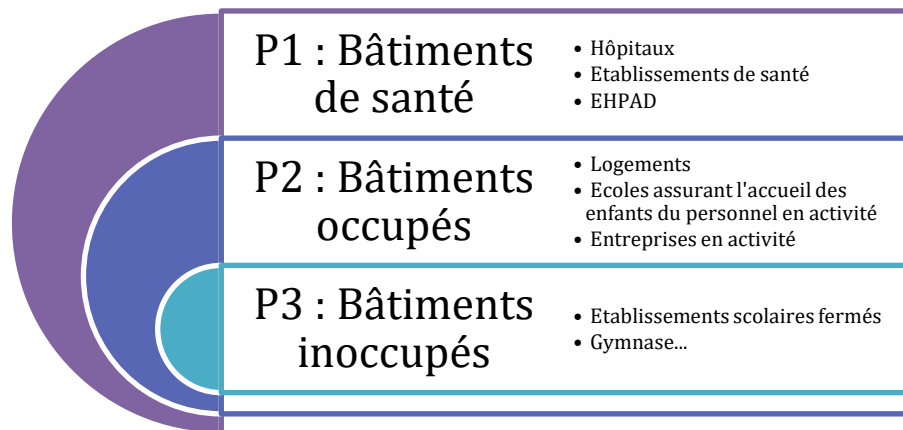 P1 : Bâtiments
de santé
• Hôpitaux
• Etablissements de santé
• EHPAD
P2 : Bâtiments
occupés
• Logements
• Ecoles assurant l'accueil des
enfants du personnel en activité
• Entreprises en activité
P3 : Bâtiments
inoccupés
• Etablissements scolaires fermés
• Gymnase...